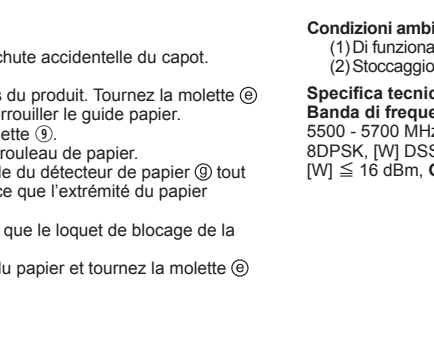 hute accidentelle du capot.
s du produit. Tournez la molette ⓔ
rrouiller le guide papier.
ette ⑨.
rouleau de papier.
le du détecteur de papier ⓖ tout
ce que l'extrémité du papier
que le loquet de blocage de la
du papier et tournez la molette ⓔ
Condizioni ambi
(1) Di funziona
(2) Stoccaggio
Specifica tecnic
Banda di freque
5500 - 5700 MHz
8DPSK, [W] DSS
[W] ≦ 16 dBm,